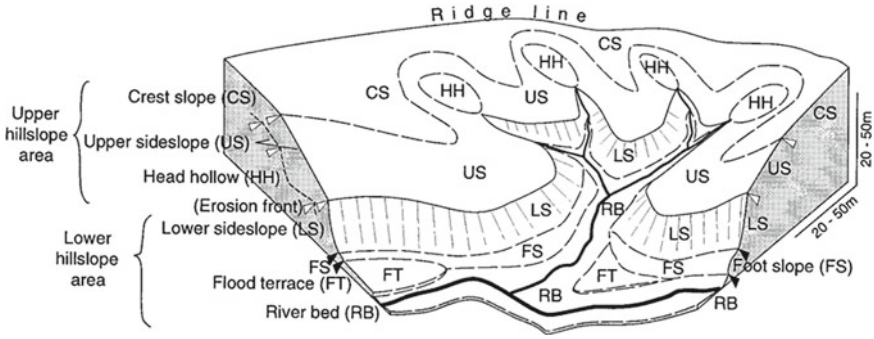 Ridge line
CS
HH
HH
HH
HH
CS
US
CS
Crest slope (CS)
Upper
hillslope
area
Upper sideslope (US)
US
LS
US
US
20 - 50m
Head hollow (HH)
(Erosion front)
Lower sideslope (LS)
LS
RB
LS
LS
20 - 50m
Lower
hillslope
area
FS
FS
FS
Foot slope (FS)
Flood terrace (FT)
FT
FT
RB
RB
River bed (RB)